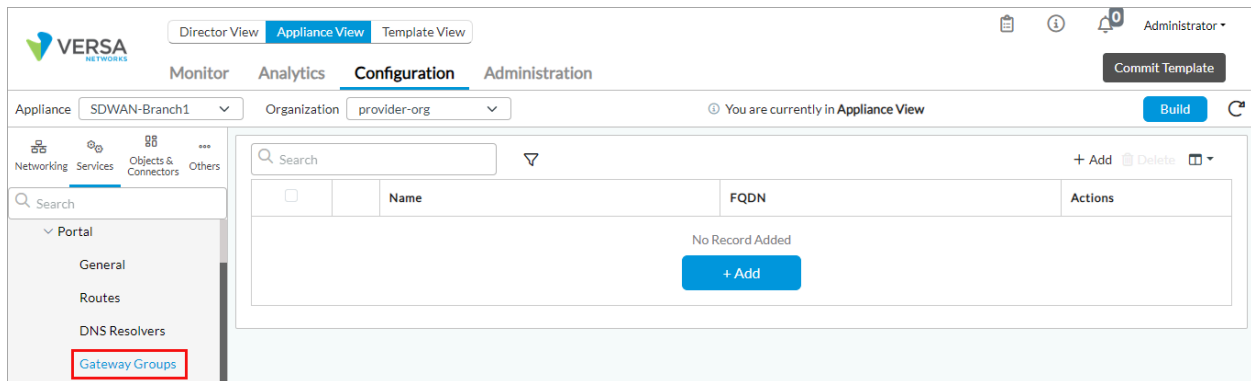 Director View Appliance View Template View 0 Administrator
VERSA
NETWORKS
Monitor Analytics Configuration Administration Commit Template
Appliance SDWAN-Branch1 Organization provider-org You are currently in Appliance View Build
Networking Services Objects & Connectors Others
Search + Add Delete
Search
Name FQDN Actions
Portal
No Record Added
General
+ Add
Routes
DNS Resolvers
Gateway Groups